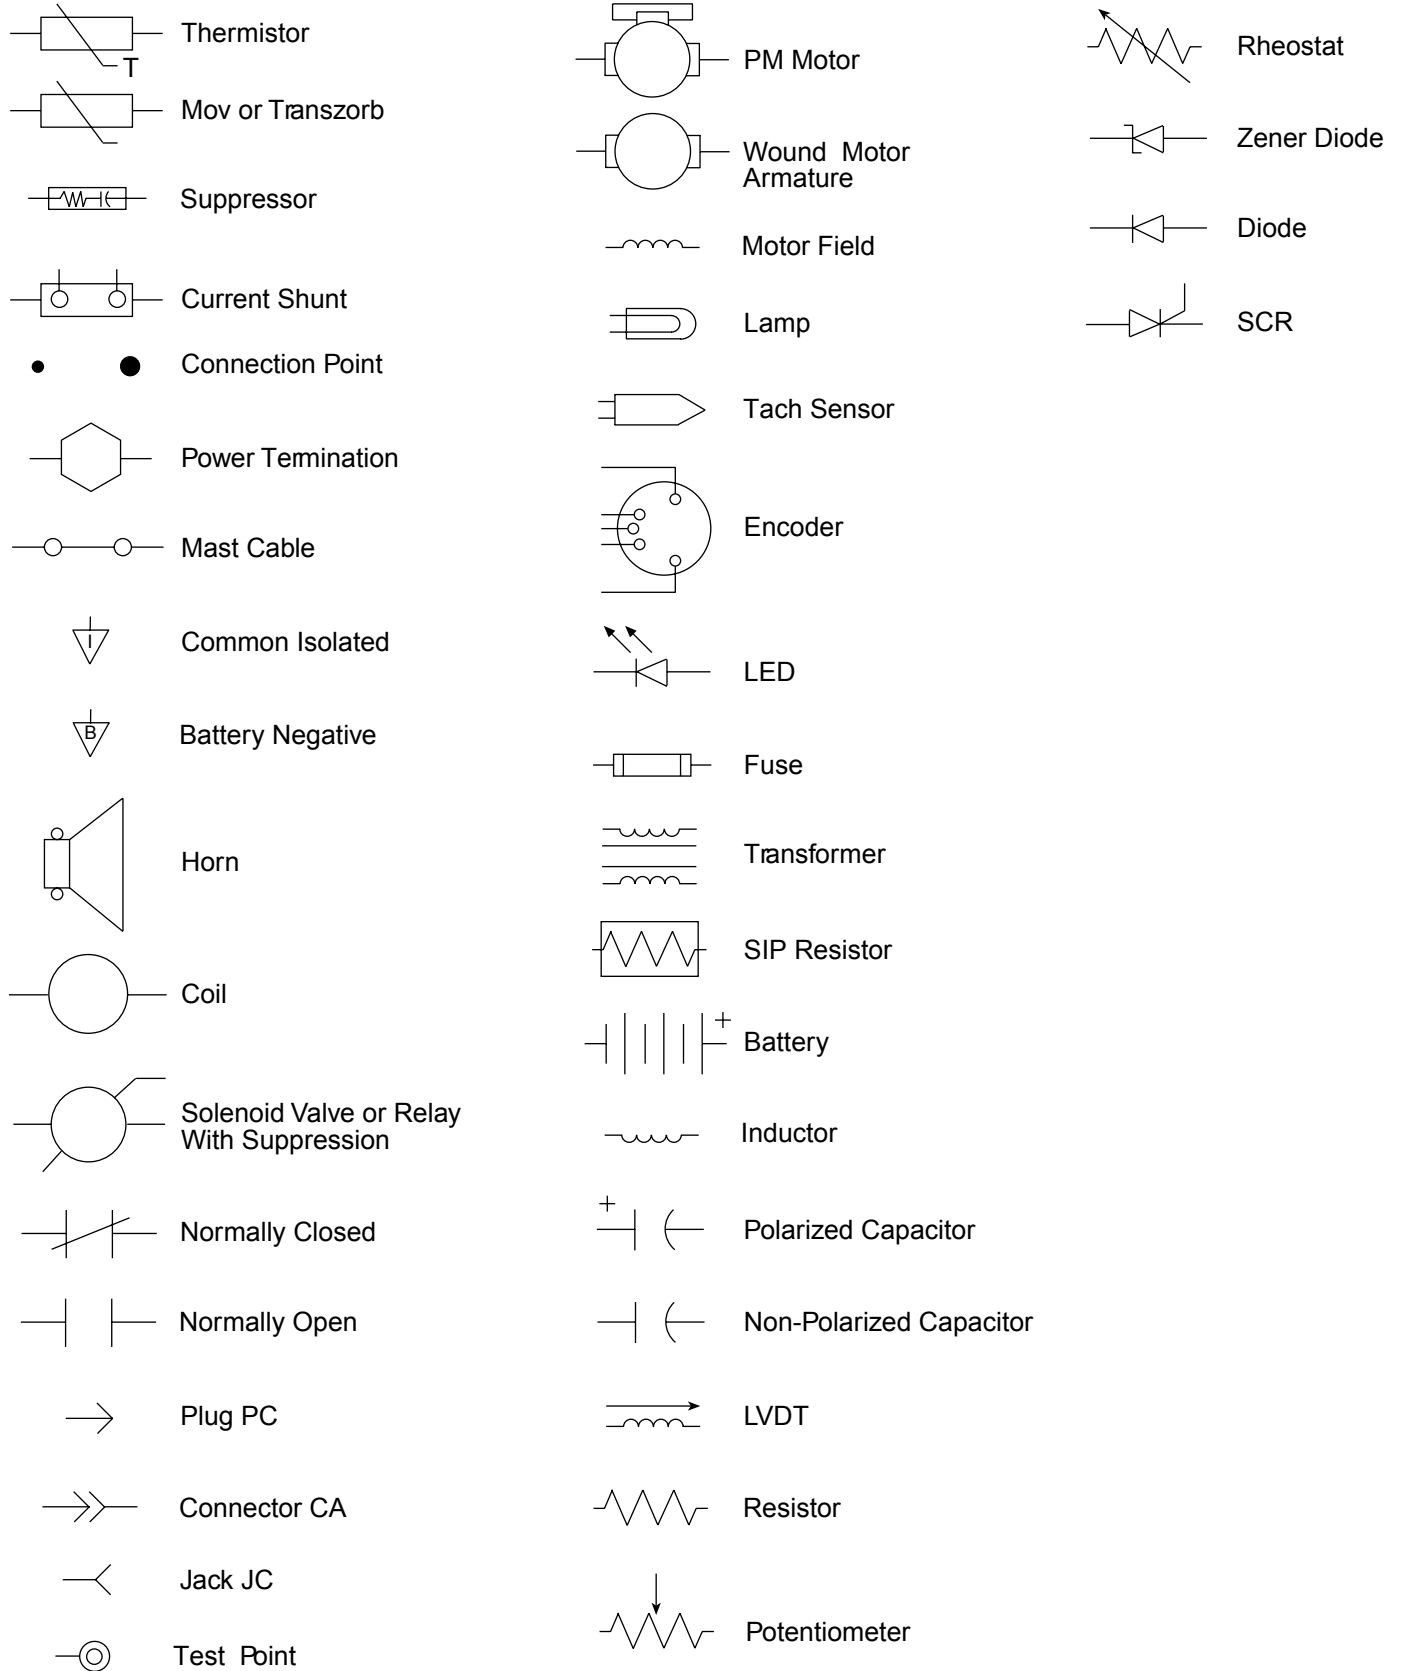 Thermistor
T
Mov or Transzorb
Suppressor
Current Shunt
Connection Point
Power Termination
Mast Cable
I
Common Isolated
B
Battery Negative
Horn
Coil
Solenoid Valve or Relay
With Suppression
Normally Closed
Normally Open
Plug PC
Connector CA
Jack JC
Test Point
PM Motor
Wound Motor
Armature
Motor Field
Lamp
Tach Sensor
Encoder
LED
Fuse
Transformer
SIP Resistor
+
Battery
Inductor
+
Polarized Capacitor
Non-Polarized Capacitor
LVDT
Resistor
Potentiometer
Rheostat
Zener Diode
Diode
SCR